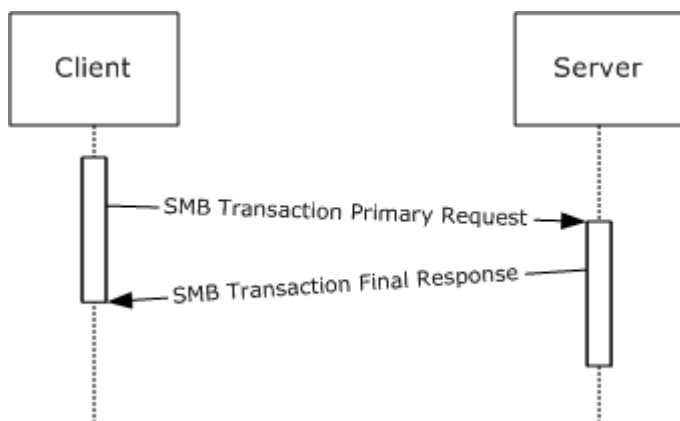 Client
Server
SMB Transaction Primary Request
SMB Transaction Final Response